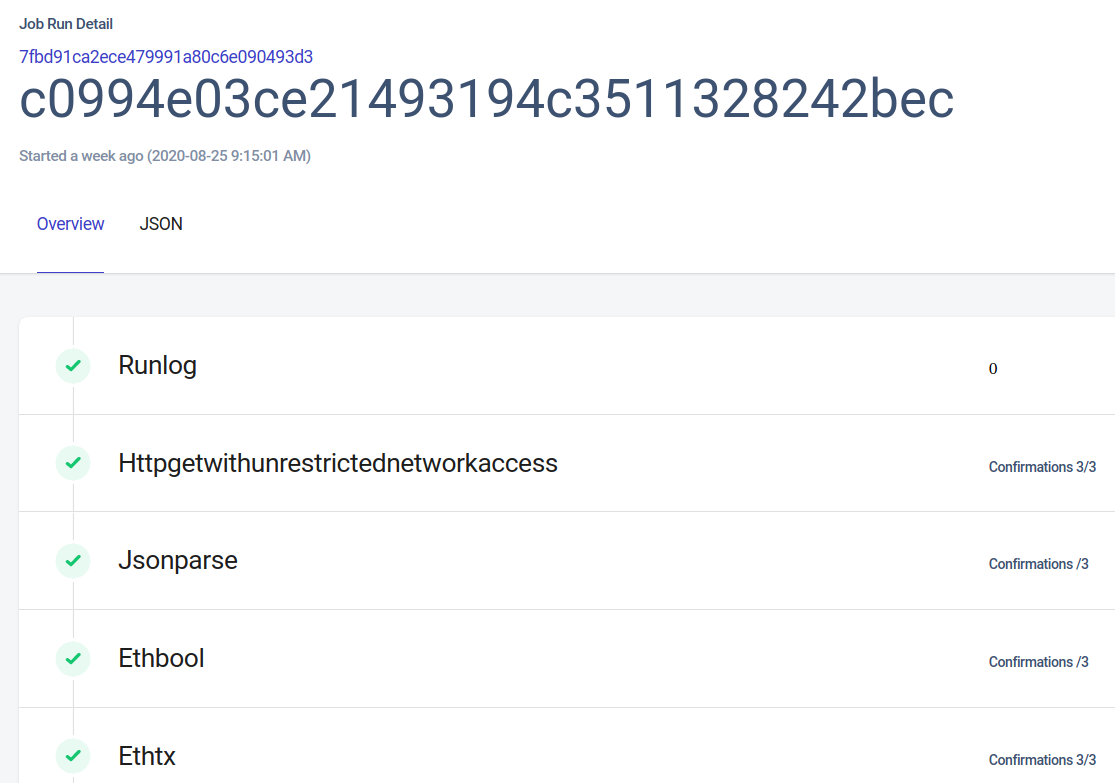 Job Run Detail
7fbd91ca2ece479991a80c6e090493d3
c0994e03ce21493194c3511328242bec
Started a week ago (2020-08-25 9:15:01 AM)
Overview JSON
Runlog 0
Httpgetwithunrestrictednetworkaccess Confirmations 3/3
Jsonparse Confirmations /3
Ethbool Confirmations /3
Ethtx Confirmations 3/3